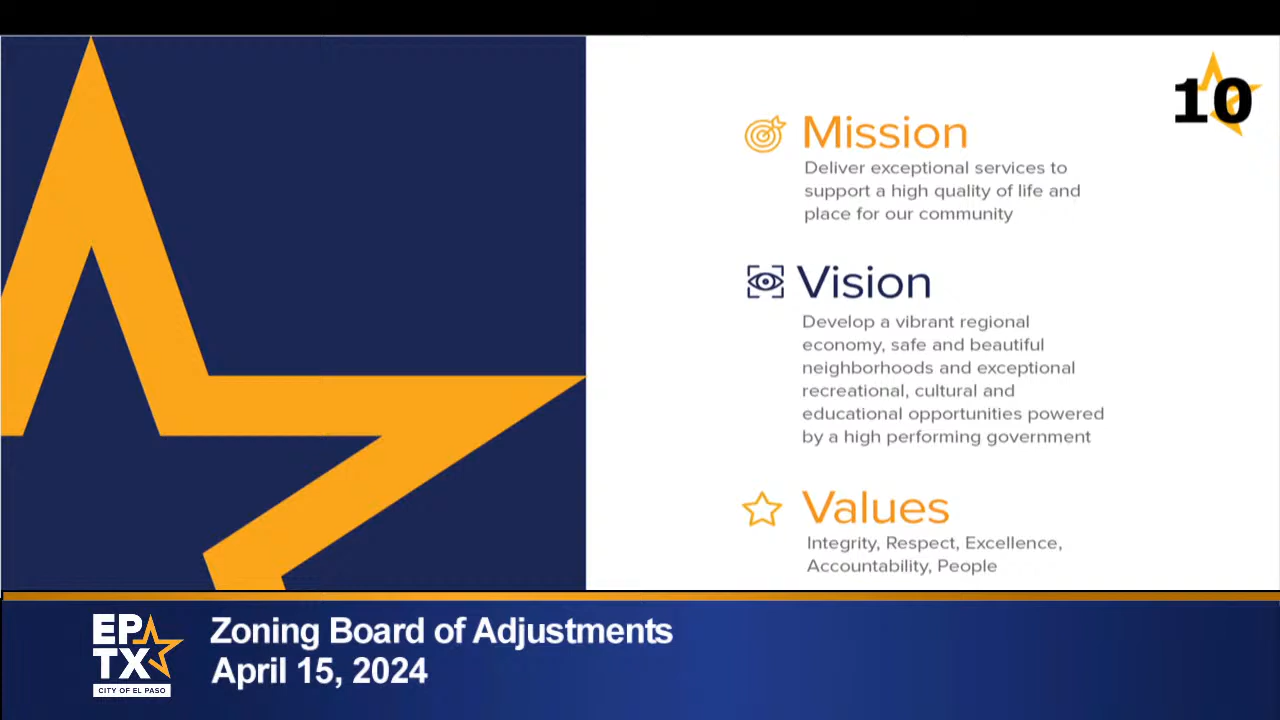 10
Mission
Deliver exceptional services to
support a high quality of life and
place for our community
Vision
Develop a vibrant regional
economy, safe and beautiful
neighborhoods and exceptional
recreational, cultural and
educational opportunities powered
by a high performing government
Values
Integrity, Respect, Excellence,
Accountability, People
EP
TX
CITY OF EL PASO
Zoning Board of Adjustments
April 15, 2024